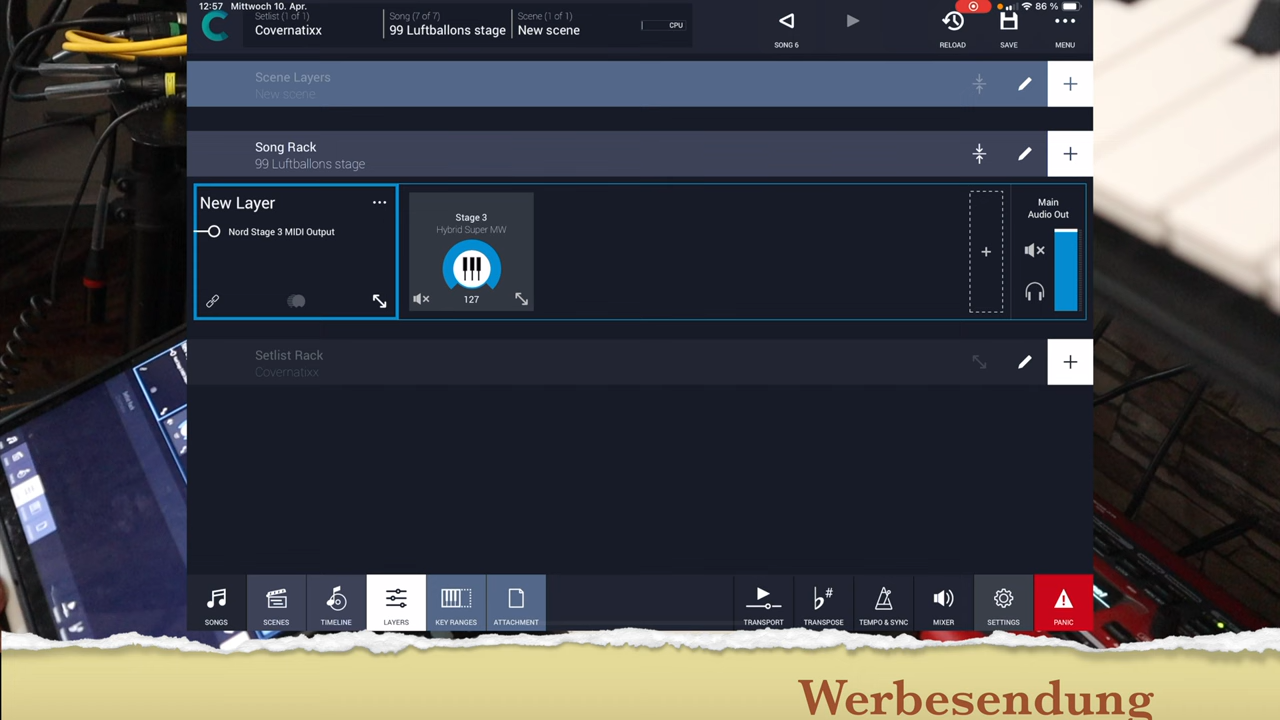 12:57 Mittwoch 10. Apr.
86 %
Setlist (1 of 1)
Covernatixx
Song (7 of 7)
99 Luftballons stage
Scene (1 of 1)
New scene
CPU
SONG 6
RELOAD
SAVE
MENU
Scene Layers
New scene
Song Rack
99 Luftballons stage
New Layer
Nord Stage 3 MIDI Output
Stage 3
Hybrid Super MW
127
Main
Audio Out
Setlist Rack
Covernatixx
SONGS
SCENES
TIMELINE
LAYERS
KEY RANGES
ATTACHMENT
TRANSPORT
TRANSPOSE
TEMPO & SYNC
MIXER
SETTINGS
PANIC
Werbesendung